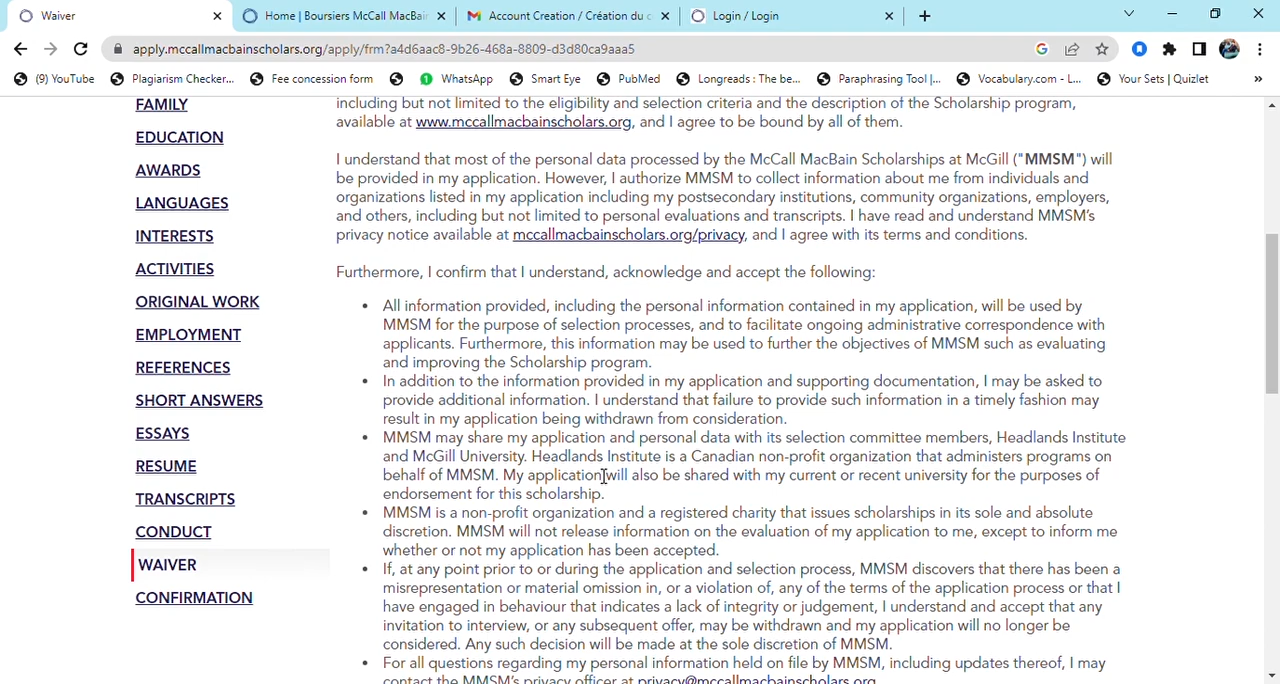 Waiver
Home | Boursiers McCall MacBain
Account Creation / Création du c
Login / Login
apply.mccallmacbainscholars.org/apply/frm?a4d6aac8-9b26-468a-8809-d3d80ca9aaa5
(9) YouTube
Plagiarism Checker...
Fee concession form
WhatsApp
Smart Eye
PubMed
Longreads : The be...
Paraphrasing Tool |...
Vocabulary.com - L...
Your Sets | Quizlet
»
FAMILY
EDUCATION
AWARDS
LANGUAGES
INTERESTS
ACTIVITIES
ORIGINAL WORK
EMPLOYMENT
REFERENCES
SHORT ANSWERS
ESSAYS
RESUME
TRANSCRIPTS
CONDUCT
WAIVER
CONFIRMATION
including but not limited to the eligibility and selection criteria and the description of the Scholarship program,
available at www.mccallmacbainscholars.org, and I agree to be bound by all of them.
I understand that most of the personal data processed by the McCall MacBain Scholarships at McGill ("MMSM") will
be provided in my application. However, I authorize MMSM to collect information about me from individuals and
organizations listed in my application including my postsecondary institutions, community organizations, employers,
and others, including but not limited to personal evaluations and transcripts. I have read and understand MMSM's
privacy notice available at mccallmacbainscholars.org/privacy, and I agree with its terms and conditions.
Furthermore, I confirm that I understand, acknowledge and accept the following:
• All information provided, including the personal information contained in my application, will be used by
MMSM for the purpose of selection processes, and to facilitate ongoing administrative correspondence with
applicants. Furthermore, this information may be used to further the objectives of MMSM such as evaluating
and improving the Scholarship program.
• In addition to the information provided in my application and supporting documentation, I may be asked to
provide additional information. I understand that failure to provide such information in a timely fashion may
result in my application being withdrawn from consideration.
• MMSM may share my application and personal data with its selection committee members, Headlands Institute
and McGill University. Headlands Institute is a Canadian non-profit organization that administers programs on
behalf of MMSM. My application will also be shared with my current or recent university for the purposes of
endorsement for this scholarship.
• MMSM is a non-profit organization and a registered charity that issues scholarships in its sole and absolute
discretion. MMSM will not release information on the evaluation of my application to me, except to inform me
whether or not my application has been accepted.
• If, at any point prior to or during the application and selection process, MMSM discovers that there has been a
misrepresentation or material omission in, or a violation of, any of the terms of the application process or that I
have engaged in behaviour that indicates a lack of integrity or judgement, I understand and accept that any
invitation to interview, or any subsequent offer, may be withdrawn and my application will no longer be
considered. Any such decision will be made at the sole discretion of MMSM.
• For all questions regarding my personal information held on file by MMSM, including updates thereof, I may
contact the MMSM's privacy officer at privacy@mccallmacbainscholars.org